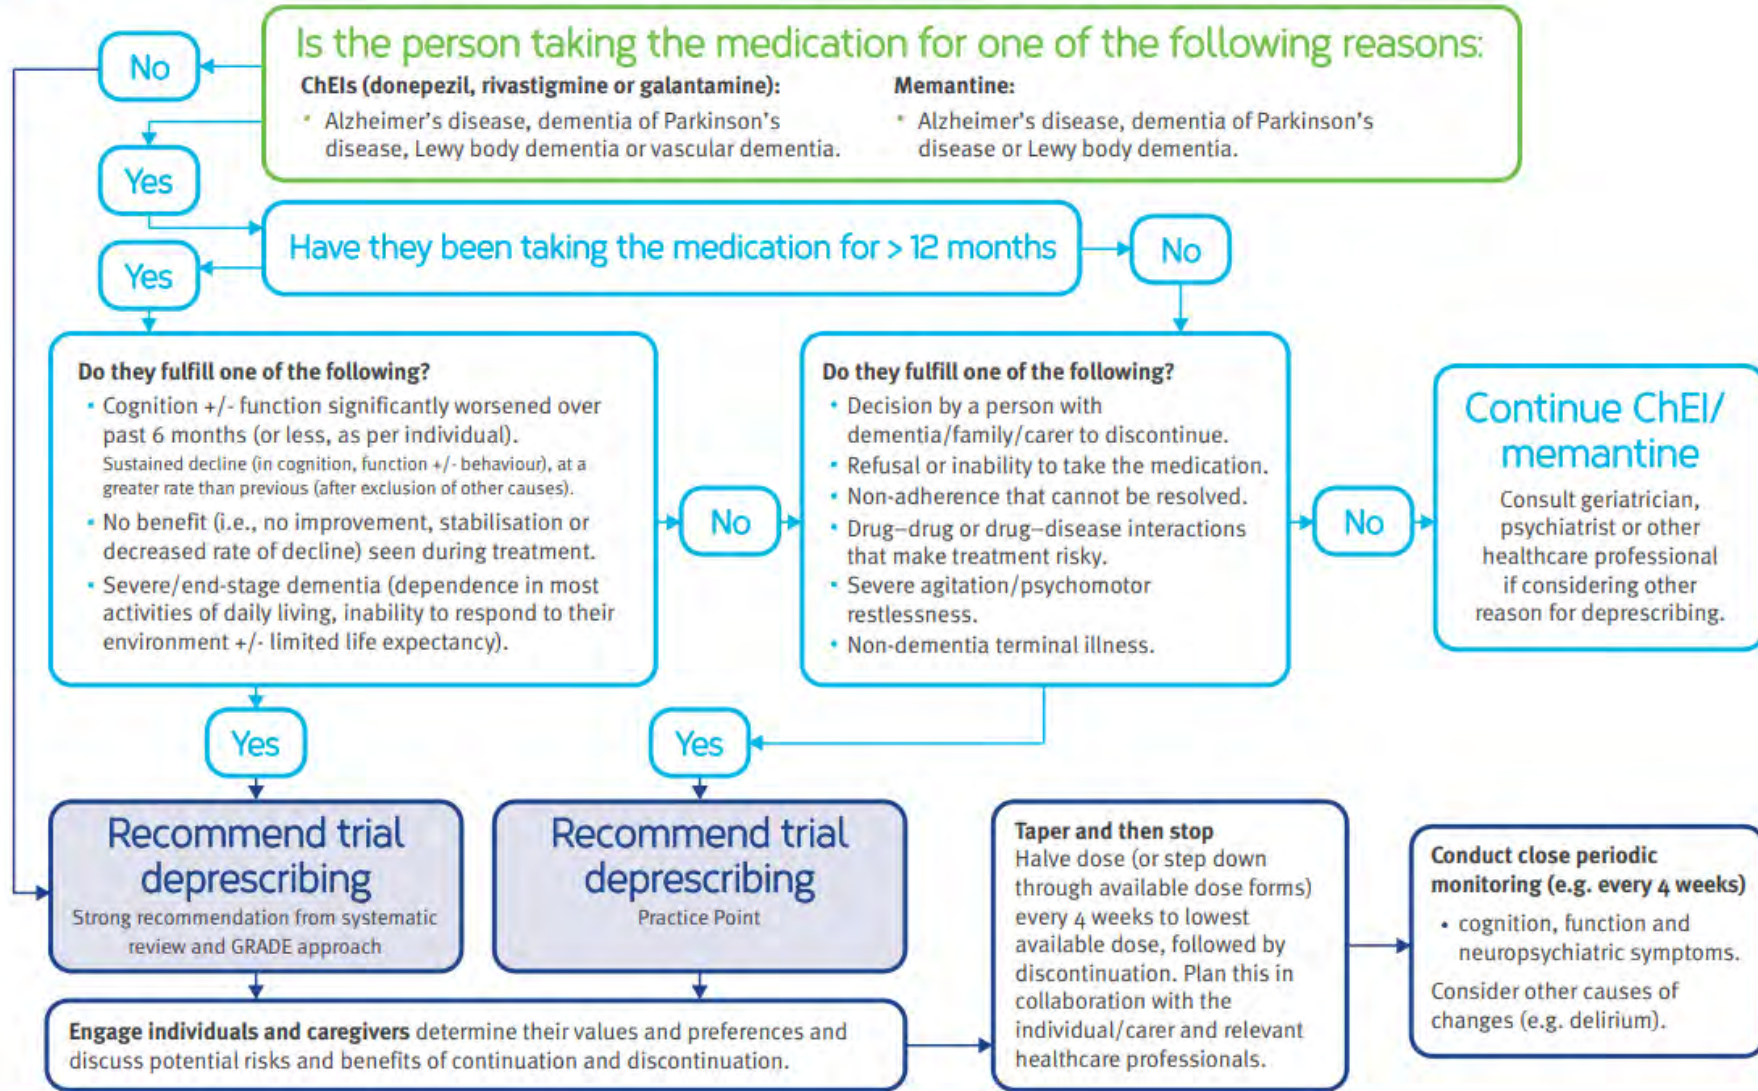 Is the person taking the medication for one of the following reasons:
ChEIs (donepezil, rivastigmine or galantamine):
• Alzheimer's disease, dementia of Parkinson's
disease, Lewy body dementia or vascular dementia.
Memantine:
• Alzheimer's disease, dementia of Parkinson's
disease or Lewy body dementia.
No
Yes
Have they been taking the medication for > 12 months
Yes
No
Do they fulfill one of the following?
• Cognition +/- function significantly worsened over
past 6 months (or less, as per individual).
Sustained decline (in cognition, function +/- behaviour), at a
greater rate than previous (after exclusion of other causes).
• No benefit (i.e., no improvement, stabilisation or
decreased rate of decline) seen during treatment.
• Severe/end-stage dementia (dependence in most
activities of daily living, inability to respond to their
environment +/- limited life expectancy).
No
Do they fulfill one of the following?
• Decision by a person with
dementia/family/carer to discontinue.
• Refusal or inability to take the medication.
• Non-adherence that cannot be resolved.
• Drug–drug or drug–disease interactions
that make treatment risky.
• Severe agitation/psychomotor
restlessness.
• Non-dementia terminal illness.
No
Continue ChEI/
memantine
Consult geriatrician,
psychiatrist or other
healthcare professional
if considering other
reason for deprescribing.
Yes
Yes
Recommend trial
deprescribing
Strong recommendation from systematic
review and GRADE approach
Recommend trial
deprescribing
Practice Point
Engage individuals and caregivers determine their values and preferences and
discuss potential risks and benefits of continuation and discontinuation.
Taper and then stop
Halve dose (or step down
through available dose forms)
every 4 weeks to lowest
available dose, followed by
discontinuation. Plan this in
collaboration with the
individual/carer and relevant
healthcare professionals.
Conduct close periodic
monitoring (e.g. every 4 weeks)
• cognition, function and
neuropsychiatric symptoms.
Consider other causes of
changes (e.g. delirium).